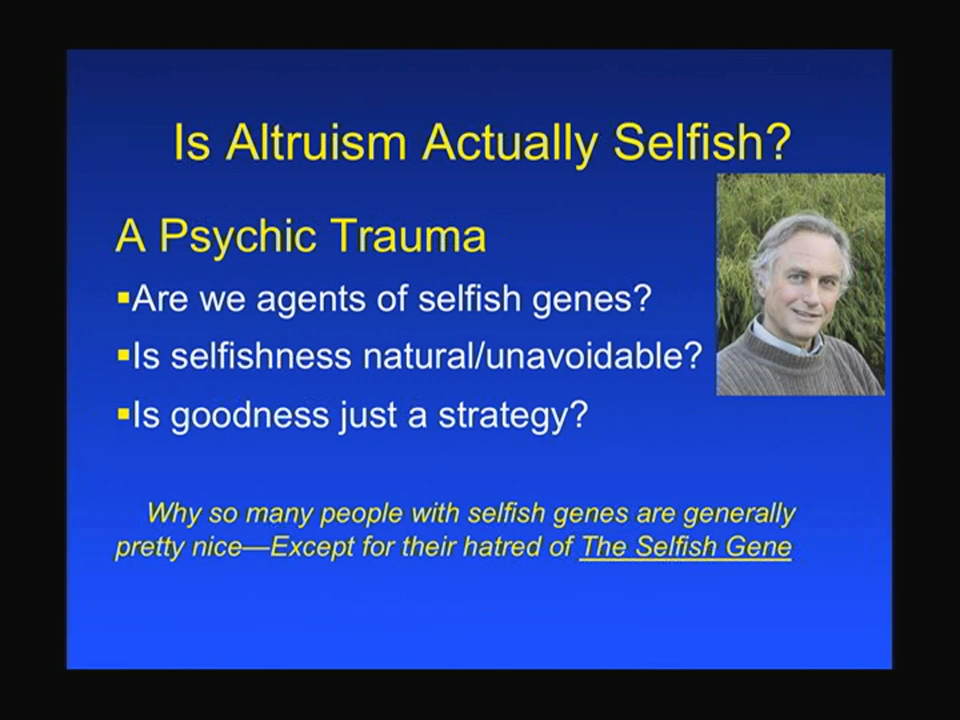 Is Altruism Actually Selfish?
A Psychic Trauma
▪Are we agents of selfish genes?
▪Is selfishness natural/unavoidable?
▪Is goodness just a strategy?
Why so many people with selfish genes are generally
pretty nice—Except for their hatred of The Selfish Gene